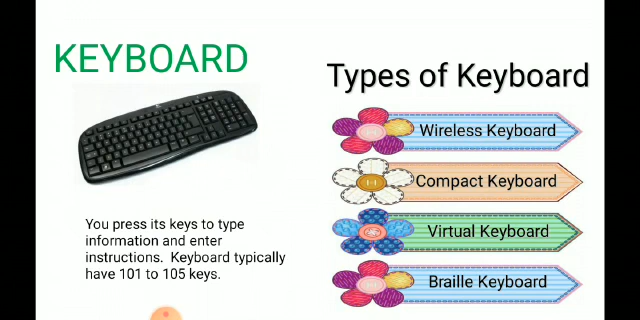 KEYBOARD
You press its keys to type
information and enter
instructions. Keyboard typically
have 101 to 105 keys.
Types of Keyboard
Wireless Keyboard
Compact Keyboard
Virtual Keyboard
Braille Keyboard